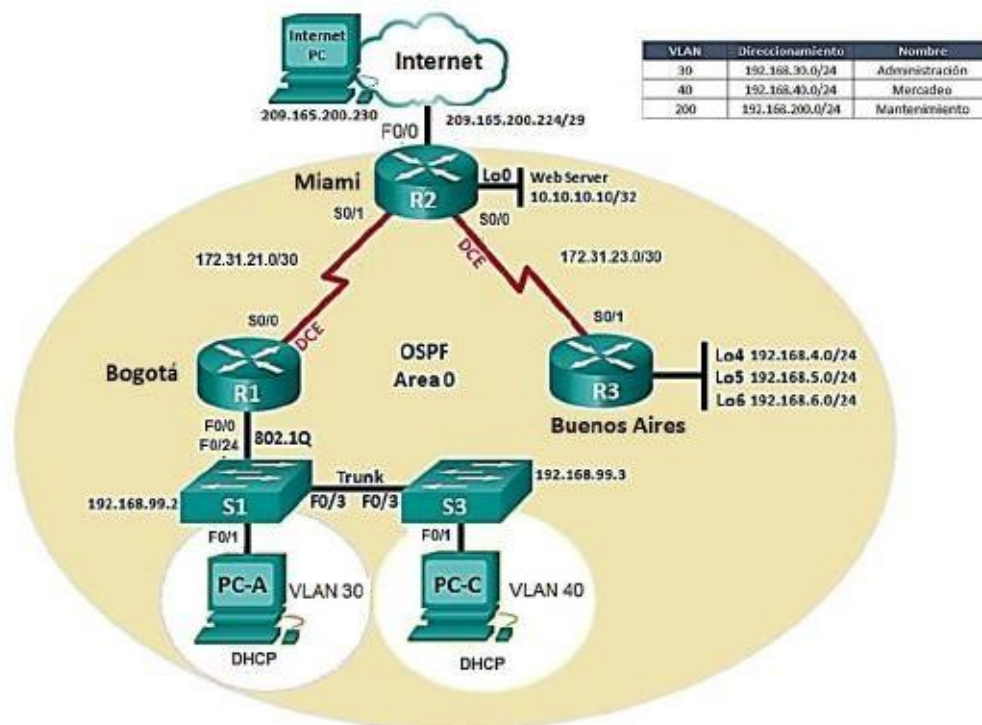 Internet
PC
Internet
209.165.200.230
209.165.200.224/29
F0/0
VLAN Direccionamiento Nombre
30 192.168.30.0/24 Administración
40 192.168.40.0/24 Mercadeo
200 192.168.200.0/24 Mantenimiento
Miami
R2
Lo0
Web Server
10.10.10.10/32
S0/1
S0/0
DCE
172.31.21.0/30
172.31.23.0/30
S0/0
DCE
S0/1
Bogotá
R1
OSPF
Area 0
R3
Buenos Aires
Lo4 192.168.4.0/24
Lo5 192.168.5.0/24
Lo6 192.168.6.0/24
F0/0
F0/24
802.1Q
Trunk
192.168.99.2
S1
F0/3
F0/3
S3
192.168.99.3
F0/1
F0/1
PC-A
VLAN 30
PC-C
VLAN 40
DHCP
DHCP